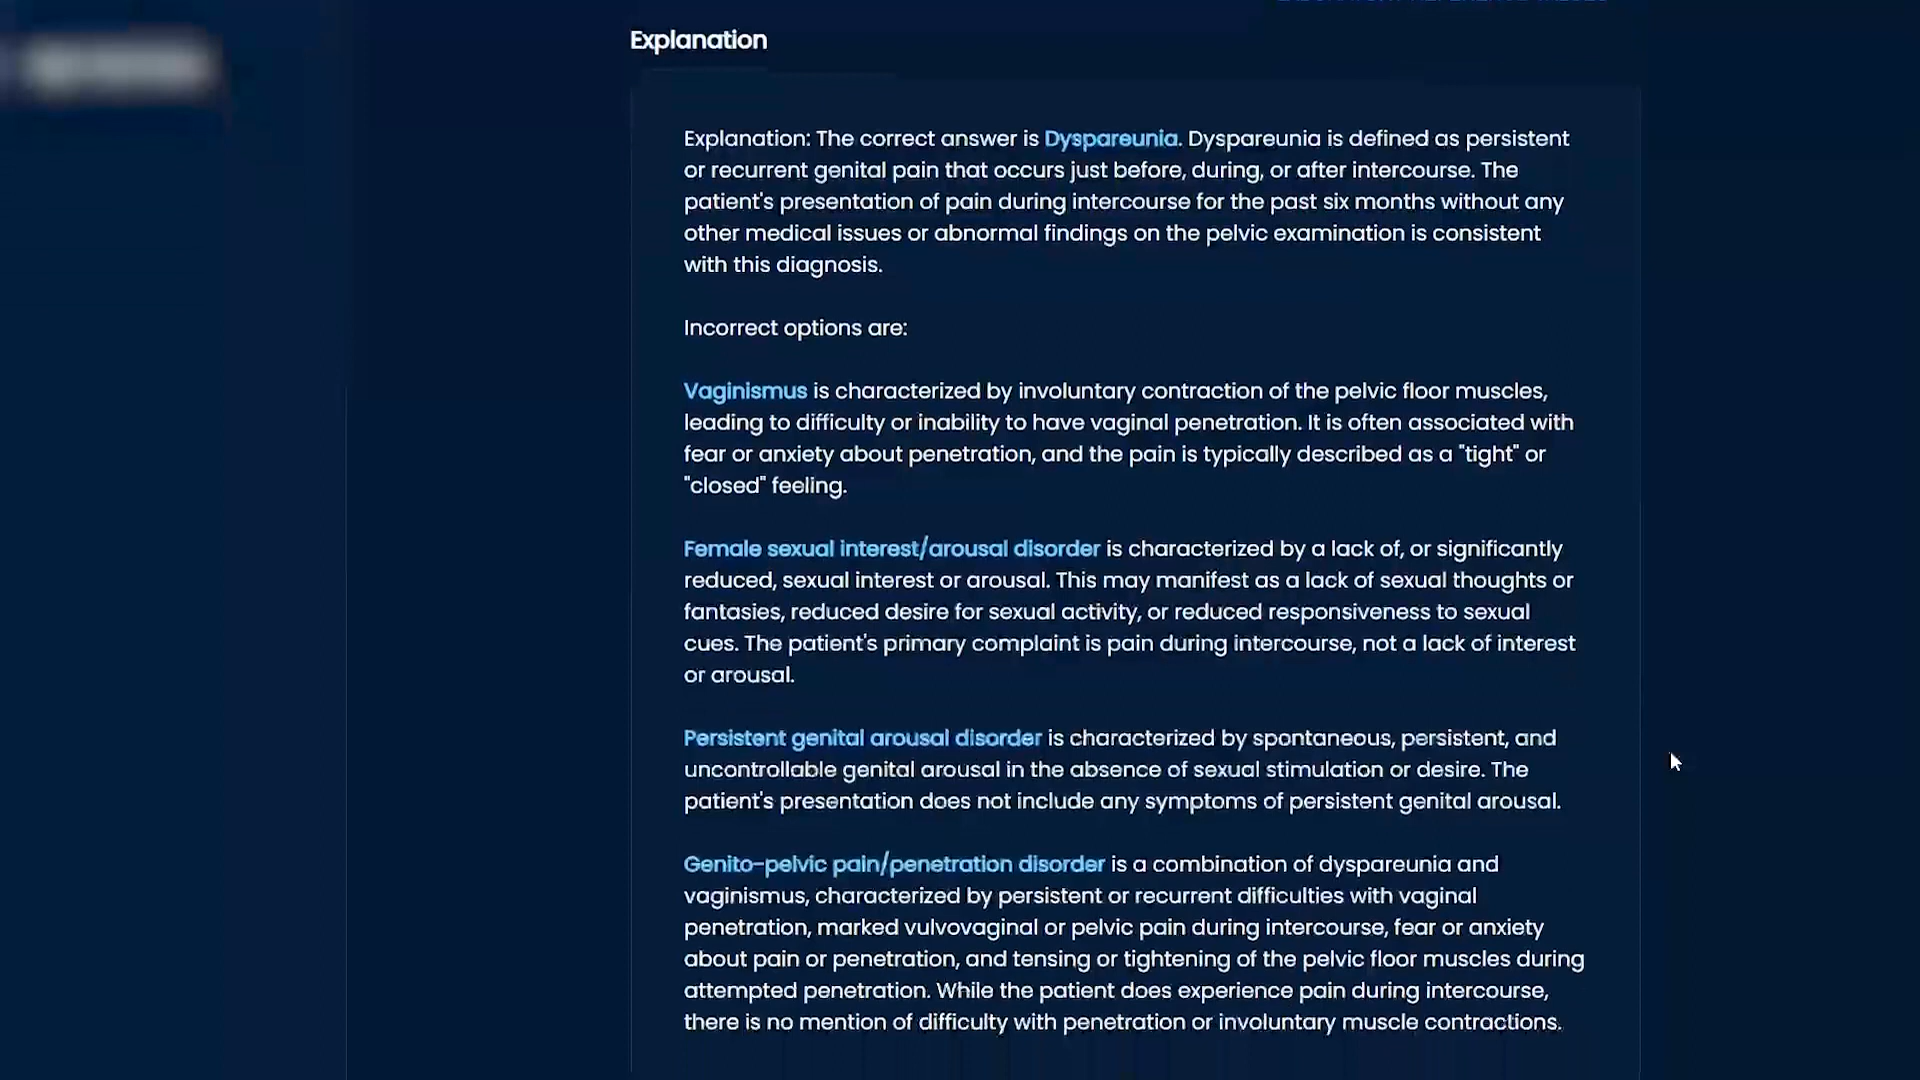 Explanation
Explanation: The correct answer is Dyspareunia. Dyspareunia is defined as persistent
or recurrent genital pain that occurs just before, during, or after intercourse. The
patient's presentation of pain during intercourse for the past six months without any
other medical issues or abnormal findings on the pelvic examination is consistent
with this diagnosis.
Incorrect options are:
Vaginismus is characterized by involuntary contraction of the pelvic floor muscles,
leading to difficulty or inability to have vaginal penetration. It is often associated with
fear or anxiety about penetration, and the pain is typically described as a "tight" or
"closed" feeling.
Female sexual interest/arousal disorder is characterized by a lack of, or significantly
reduced, sexual interest or arousal. This may manifest as a lack of sexual thoughts or
fantasies, reduced desire for sexual activity, or reduced responsiveness to sexual
cues. The patient's primary complaint is pain during intercourse, not a lack of interest
or arousal.
Persistent genital arousal disorder is characterized by spontaneous, persistent, and
uncontrollable genital arousal in the absence of sexual stimulation or desire. The
patient's presentation does not include any symptoms of persistent genital arousal.
Genito-pelvic pain/penetration disorder is a combination of dyspareunia and
vaginismus, characterized by persistent or recurrent difficulties with vaginal
penetration, marked vulvovaginal or pelvic pain during intercourse, fear or anxiety
about pain or penetration, and tensing or tightening of the pelvic floor muscles during
attempted penetration. While the patient does experience pain during intercourse,
there is no mention of difficulty with penetration or involuntary muscle contractions.